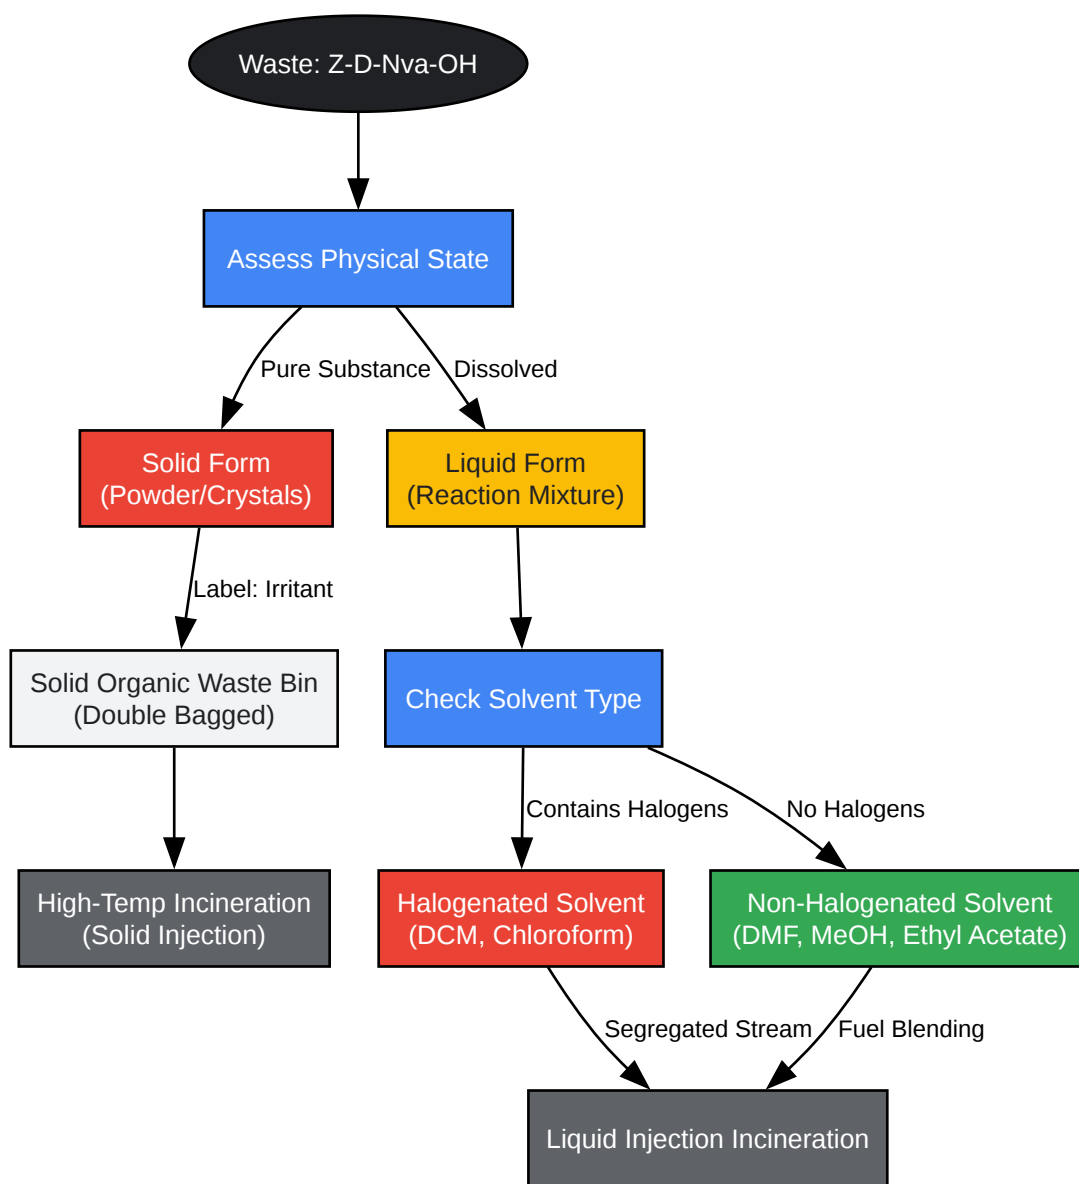 Waste: Z-D-Nva-OH
Assess Physical State
Pure Substance
Dissolved
Solid Form
(Powder/Crystals)
Liquid Form
(Reaction Mixture)
Label: Irritant
Solid Organic Waste Bin
(Double Bagged)
Check Solvent Type
Contains Halogens
No Halogens
High-Temp Incineration
(Solid Injection)
Halogenated Solvent
(DCM, Chloroform)
Non-Halogenated Solvent
(DMF, MeOH, Ethyl Acetate)
Segregated Stream
Fuel Blending
Liquid Injection Incineration